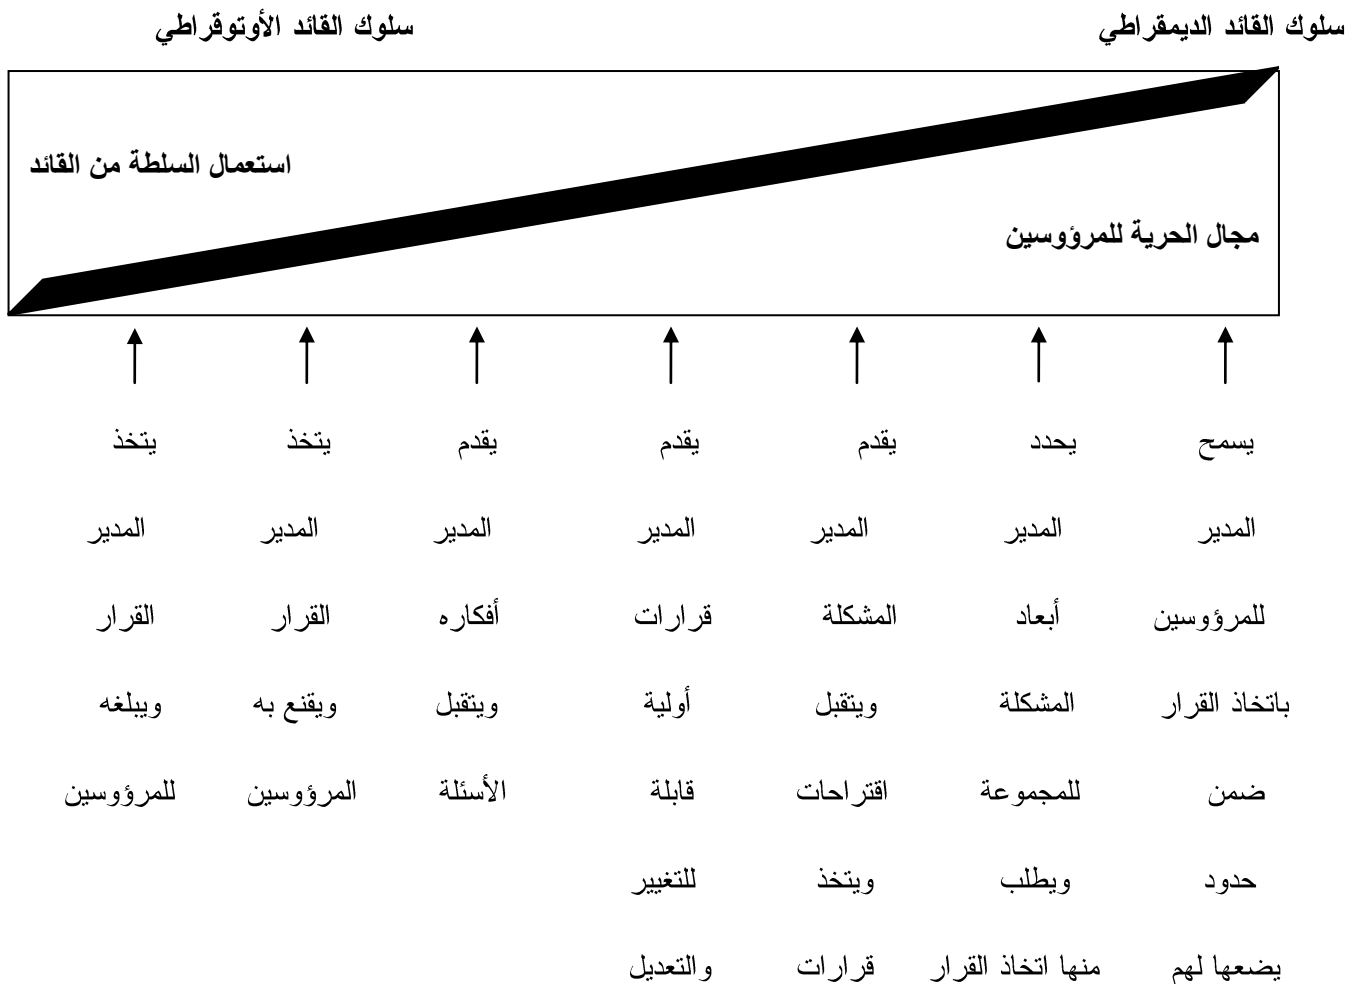 سلوك القائد الديمقراطي
سلوك القائد الأوتوقراطي
استعمال السلطة من القائد
مجال الحرية للمرؤوسين
يسمح
المدير
للمرؤوسين
باتخاذ القرار
ضمن
حدود
يضعها لهم
يحدد
المدير
أبعاد
المشكلة
للمجموعة
ويطلب
منها اتخاذ القرار
يقدم
المدير
المشكلة
ويتقبل
اقتراحات
ويتخذ
قرارات
يقدم
المدير
قرارات
أولية
قابلة
للتغيير
والتعديل
يقدم
المدير
أفكاره
ويتقبل
الأسئلة
يتخذ
المدير
القرار
ويقنع به
المرؤوسين
يتخذ
المدير
القرار
ويبلغه
للمرؤوسين